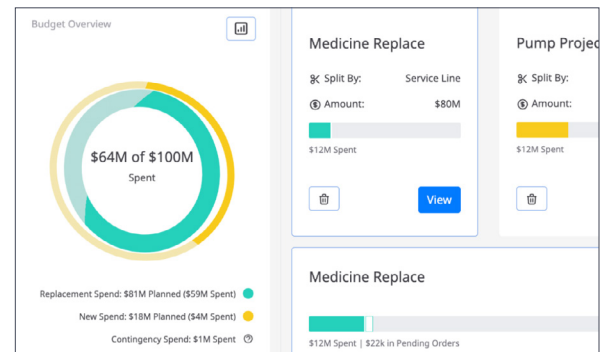 Budget Overview
$64M of $100M
Spent
Replacement Spend: $81M Planned ($59M Spent)
New Spend: $18M Planned ($4M Spent)
Contingency Spend: $1M Spent
Medicine Replace
Split By: Service Line
Amount: $80M
$12M Spent
View
Pump Projec
Split By:
Amount:
$12M Spent
Medicine Replace
$12M Spent | $22k in Pending Orders